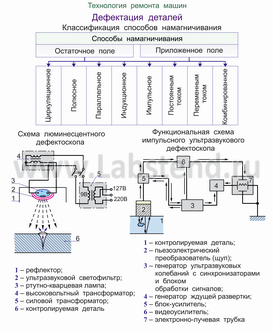 Технология ремонта машин
Дефектация деталей
Классификация способов намагничивания
Способы намагничивания
Остаточное поле
Приложенное поле
Циркуляционное
Полюсное
Параллельное
Индукционное
Импульсное
Постоянным током
Переменным током
Комбинированное
Схема люминесцентного дефектоскопа
Функциональная схема импульсного ультразвукового дефектоскопа
www.Labstend.ru
127В
220В
1 – рефлектор;
2 – ультразвуковой светофильтр;
3 – ртутно-кварцевая лампа;
4 – высоковольтный трансформатор;
5 – силовой трансформатор;
6 – контролируемая деталь
1 – контролируемая деталь;
2 – пьезоэлектрический
преобразователь (щуп);
3 – генератор ультразвуковых
колебаний с синхронизаторами
и блоком
обработки сигналов;
4 – генератор ждущей развертки;
5 – блок-усилитель;
6 – видеоусилитель;
7 – электронно-лучевая трубка